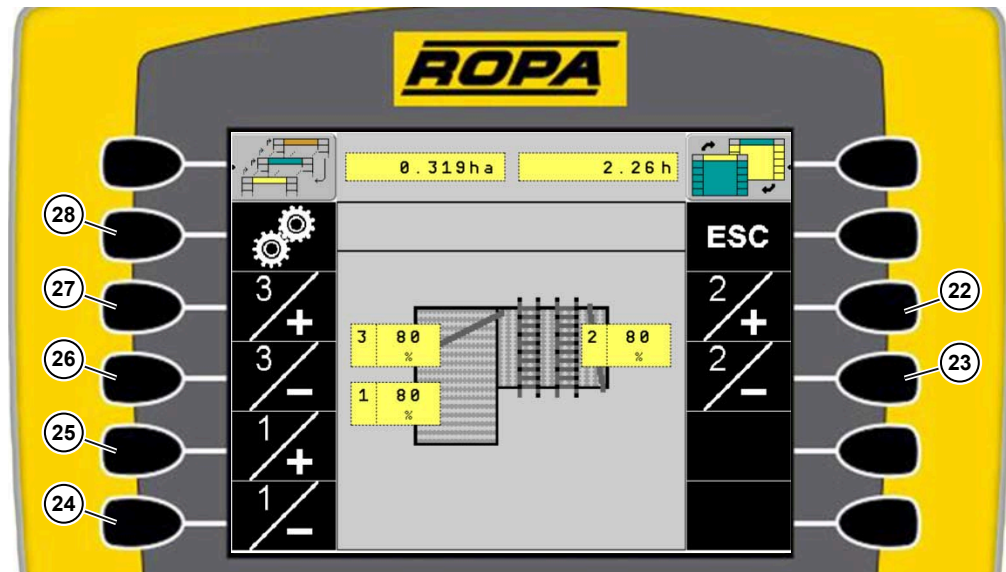 ROPA
0.319ha 2.26h
28
ESC
27
3/+
2/+
22
3 80 %
2 80 %
26
3/-
2/-
23
1 80 %
25
1/+
24
1/-